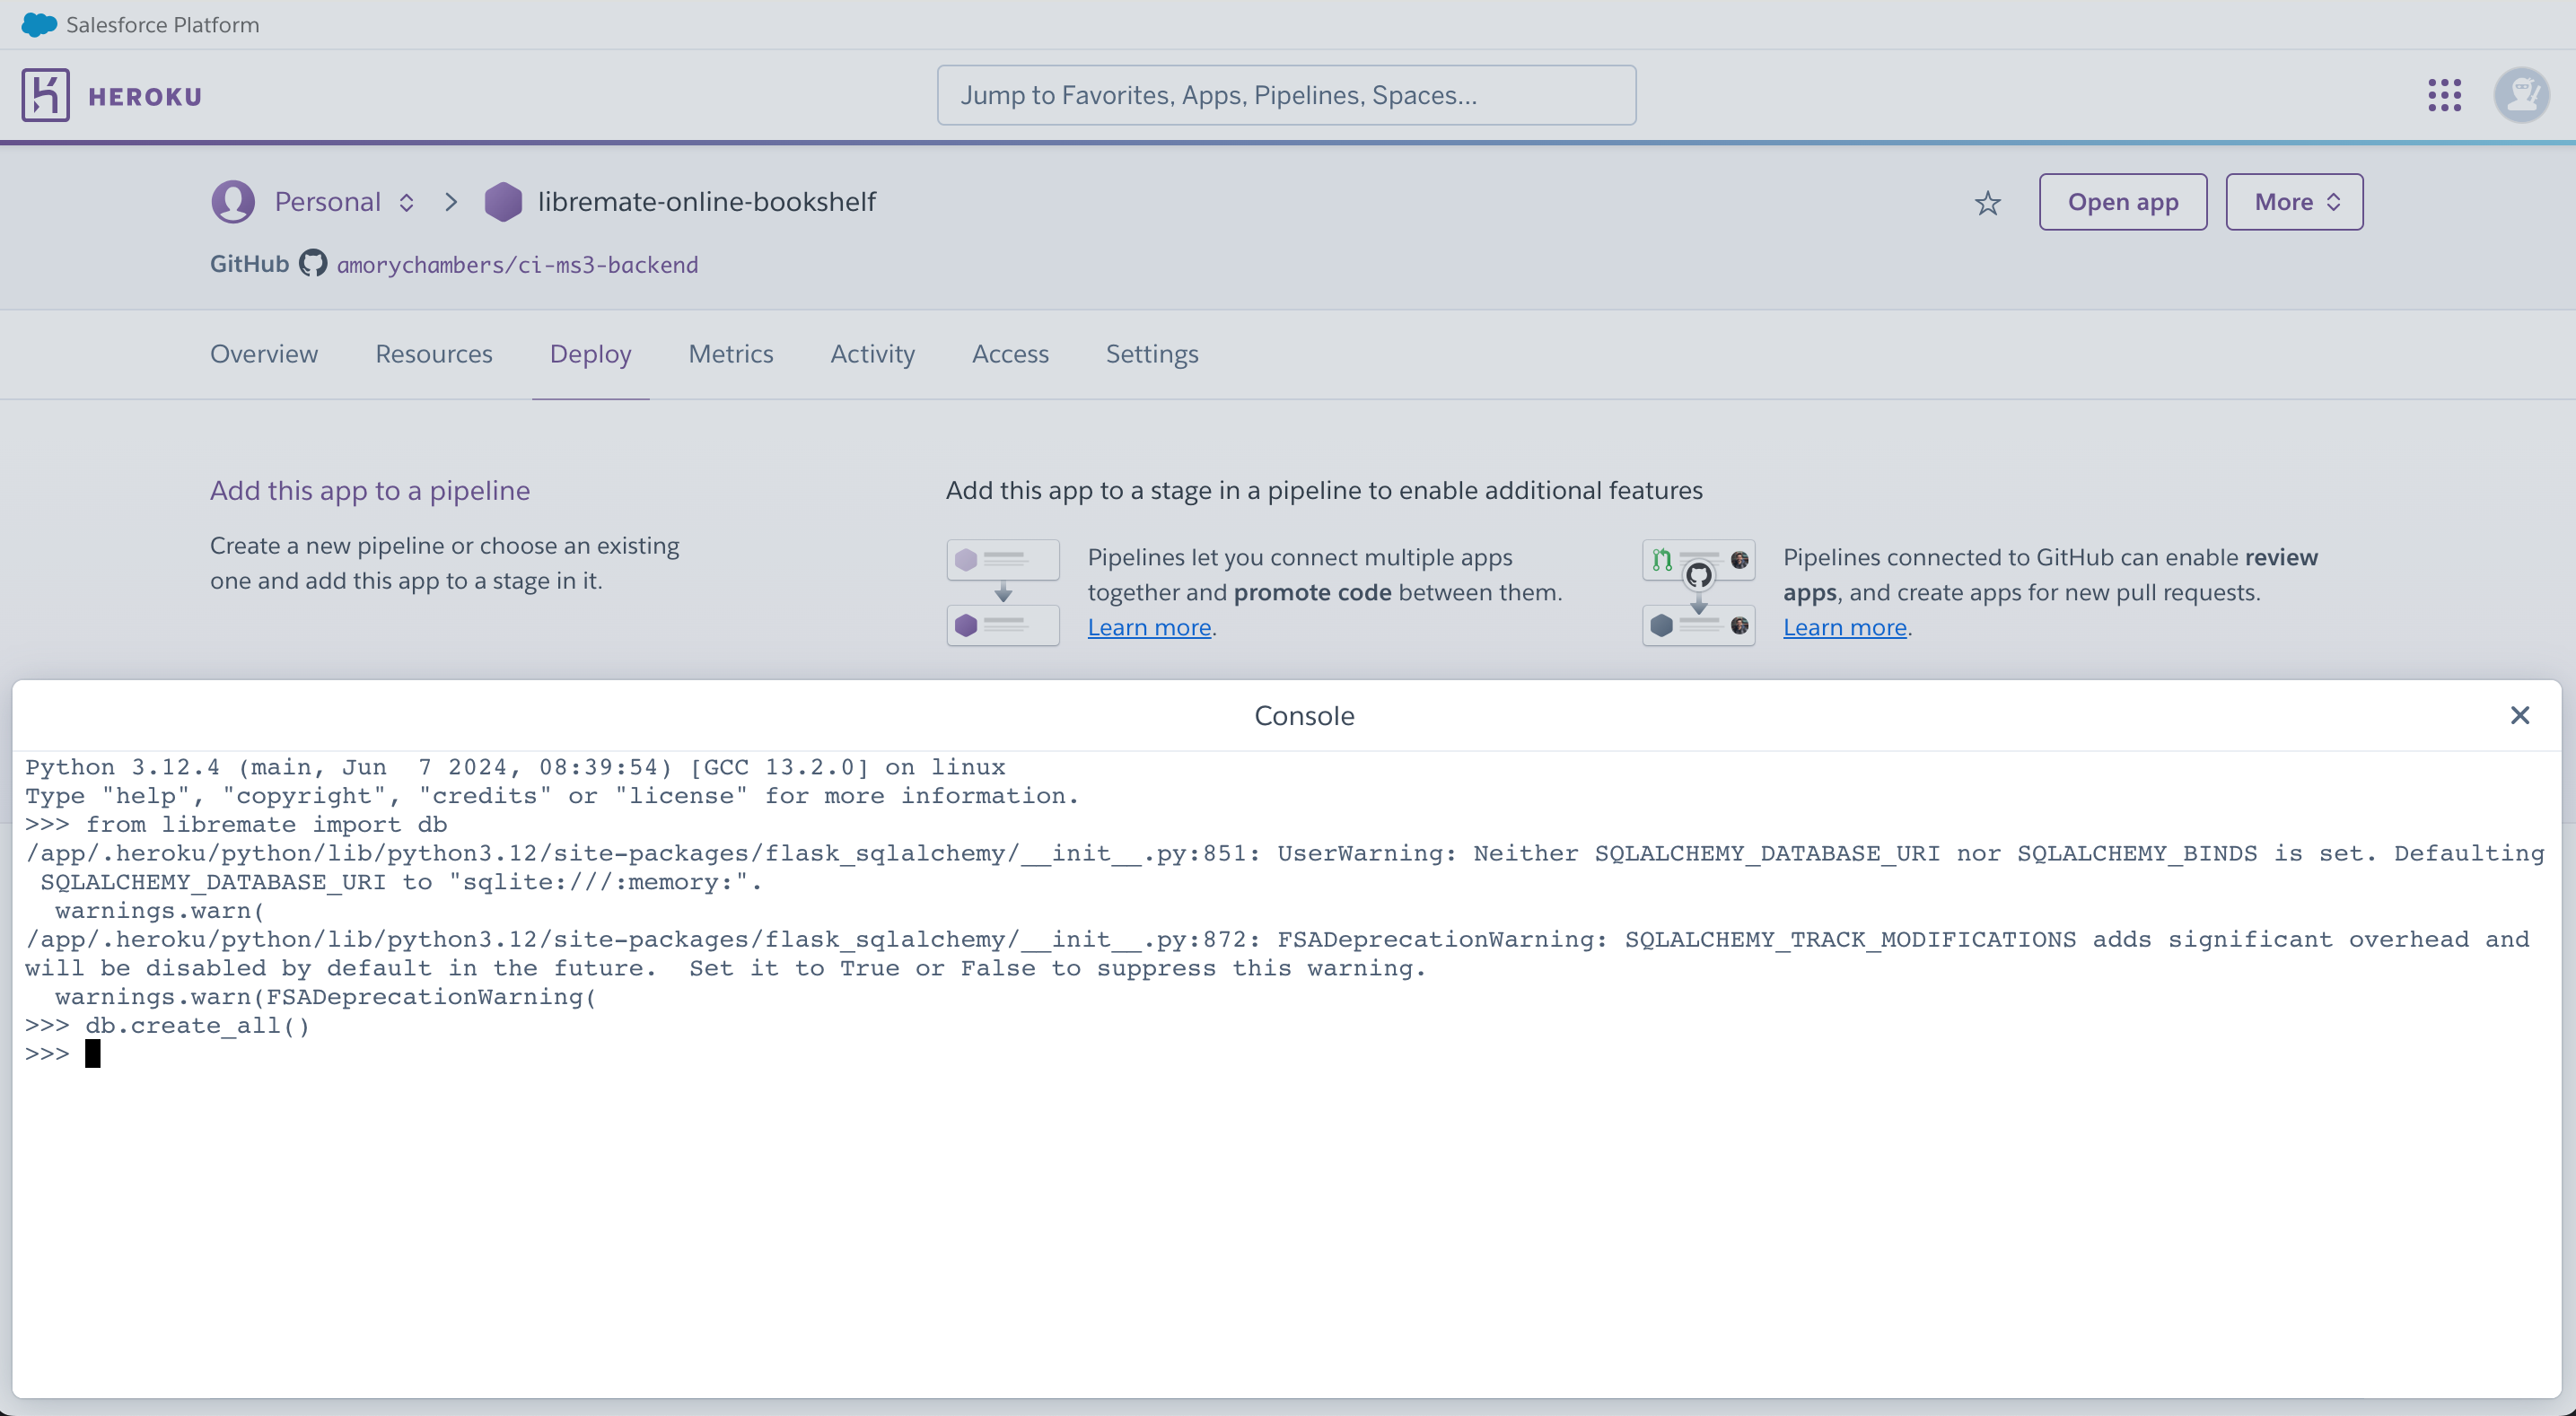 Salesforce Platform
HEROKU
Jump to Favorites, Apps, Pipelines, Spaces...
Personal
libremate-online-bookshelf
Open app
More
GitHub amorychambers/ci-ms3-backend
Overview
Resources
Deploy
Metrics
Activity
Access
Settings
Add this app to a pipeline
Create a new pipeline or choose an existing
one and add this app to a stage in it.
Add this app to a stage in a pipeline to enable additional features
Pipelines let you connect multiple apps
together and promote code between them.
Learn more.
Pipelines connected to GitHub can enable review
apps, and create apps for new pull requests.
Learn more.
Console
Python 3.12.4 (main, Jun  7 2024, 08:39:54) [GCC 13.2.0] on linux
Type "help", "copyright", "credits" or "license" for more information.
>>> from libremate import db
/app/.heroku/python/lib/python3.12/site-packages/flask_sqlalchemy/__init__.py:851: UserWarning: Neither SQLALCHEMY_DATABASE_URI nor SQLALCHEMY_BINDS is set. Defaulting
 SQLALCHEMY_DATABASE_URI to "sqlite:///:memory:".
  warnings.warn(
/app/.heroku/python/lib/python3.12/site-packages/flask_sqlalchemy/__init__.py:872: FSADeprecationWarning: SQLALCHEMY_TRACK_MODIFICATIONS adds significant overhead and
will be disabled by default in the future.  Set it to True or False to suppress this warning.
  warnings.warn(FSADeprecationWarning(
>>> db.create_all()
>>>